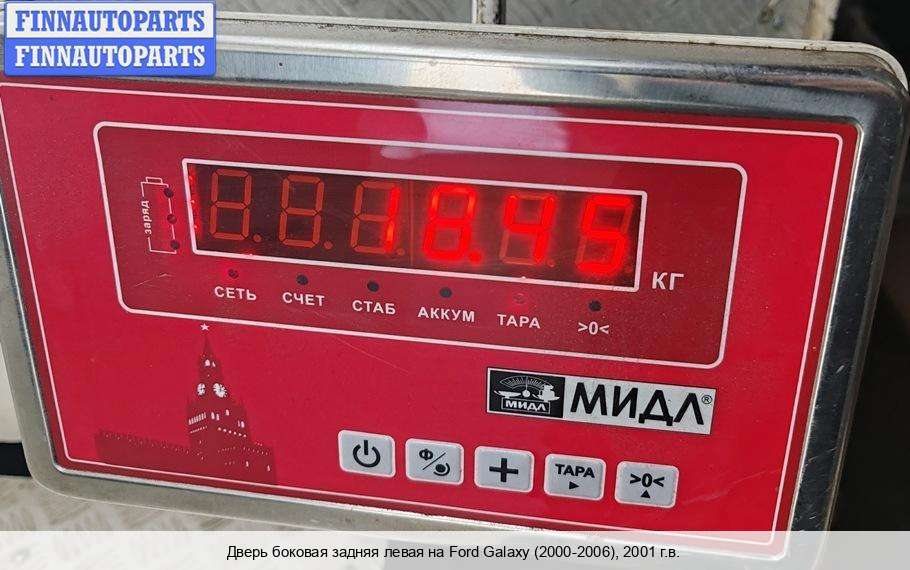 FINNAUTOPARTS
FINNAUTOPARTS
заряд
18.45
КГ
СЕТЬ СЧЕТ СТАБ АККУМ ТАРА >0<
МИДЛ МИДЛ®
Ф
ТАРА >0<
Дверь боковая задняя левая на Ford Galaxy (2000-2006), 2001 г.в.